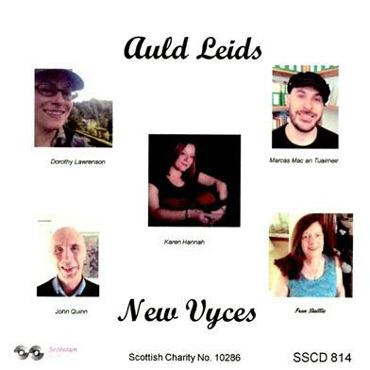 Auld Leids
Dorothy Lawrenson
Marcas Mac an Tuairneir
Karen Hannah
John Quinn
Fran Baillie
New Vyces
Scotsoun
Scottish Charity No. 10286
SSCD 814